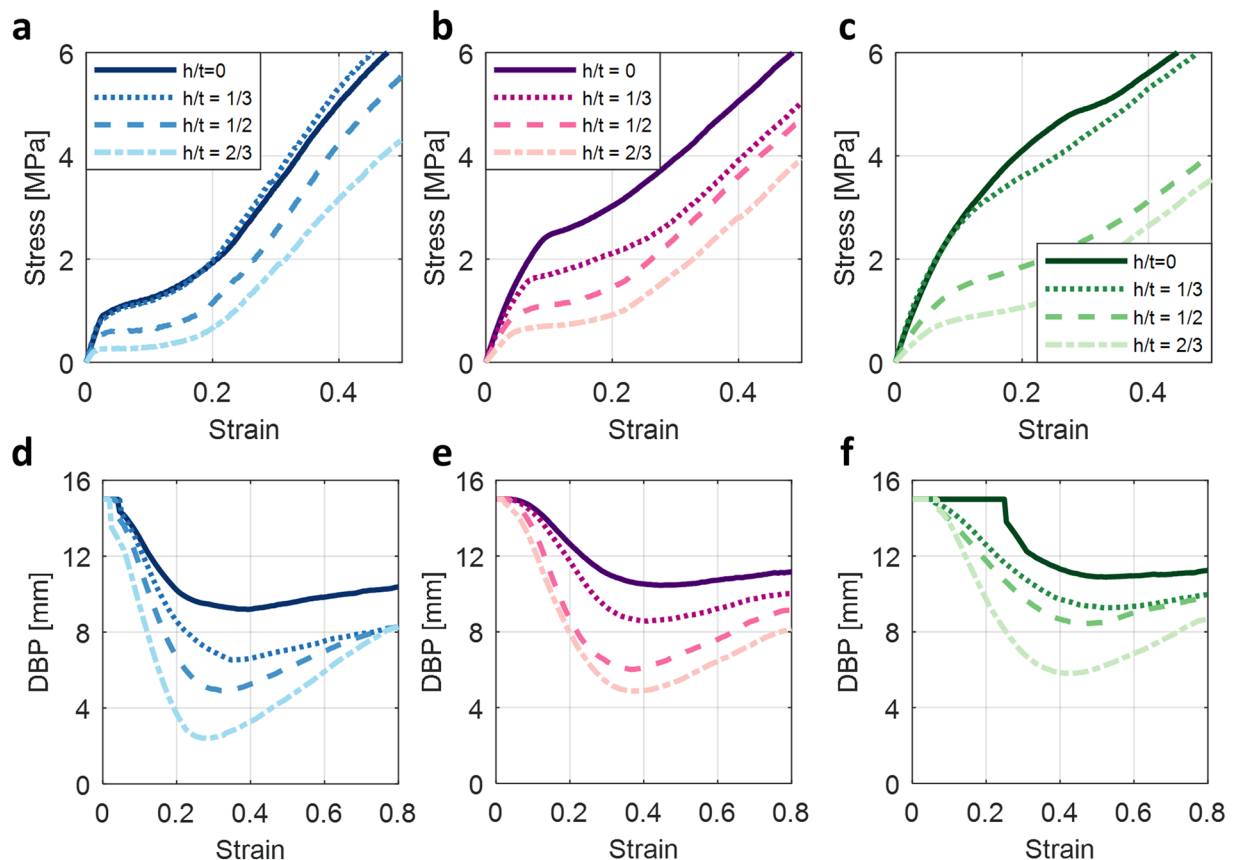 a
6
4
2
0
Stress [MPa]
h/t=0
h/t = 1/3
h/t = 1/2
h/t = 2/3
0
0.2
0.4
Strain
b
6
4
2
0
Stress [MPa]
h/t = 0
h/t = 1/3
h/t = 1/2
h/t = 2/3
0
0.2
0.4
Strain
c
6
4
2
0
Stress [MPa]
h/t=0
h/t = 1/3
h/t = 1/2
h/t = 2/3
0
0.2
0.4
Strain
d
16
12
8
4
0
DBP [mm]
0
0.2
0.4
0.6
0.8
Strain
e
16
12
8
4
0
DBP [mm]
0
0.2
0.4
0.6
0.8
Strain
f
16
12
8
4
0
DBP [mm]
0
0.2
0.4
0.6
0.8
Strain